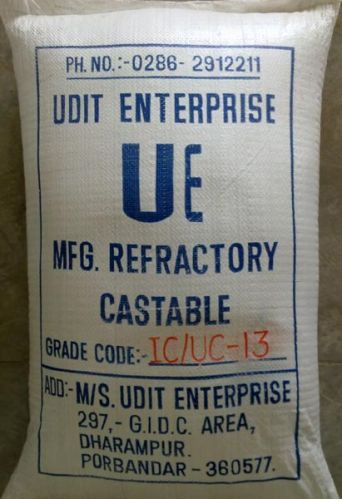 PH. NO.:-0286- 2912211
UDIT ENTERPRISE
UE
MFG. REFRACTORY
CASTABLE
GRADE CODE:- IC/UC-13
ADD:- M/S. UDIT ENTERPRISE
297,- G.I.D.C. AREA,
DHARAMPUR.
PORBANDAR - 360577.